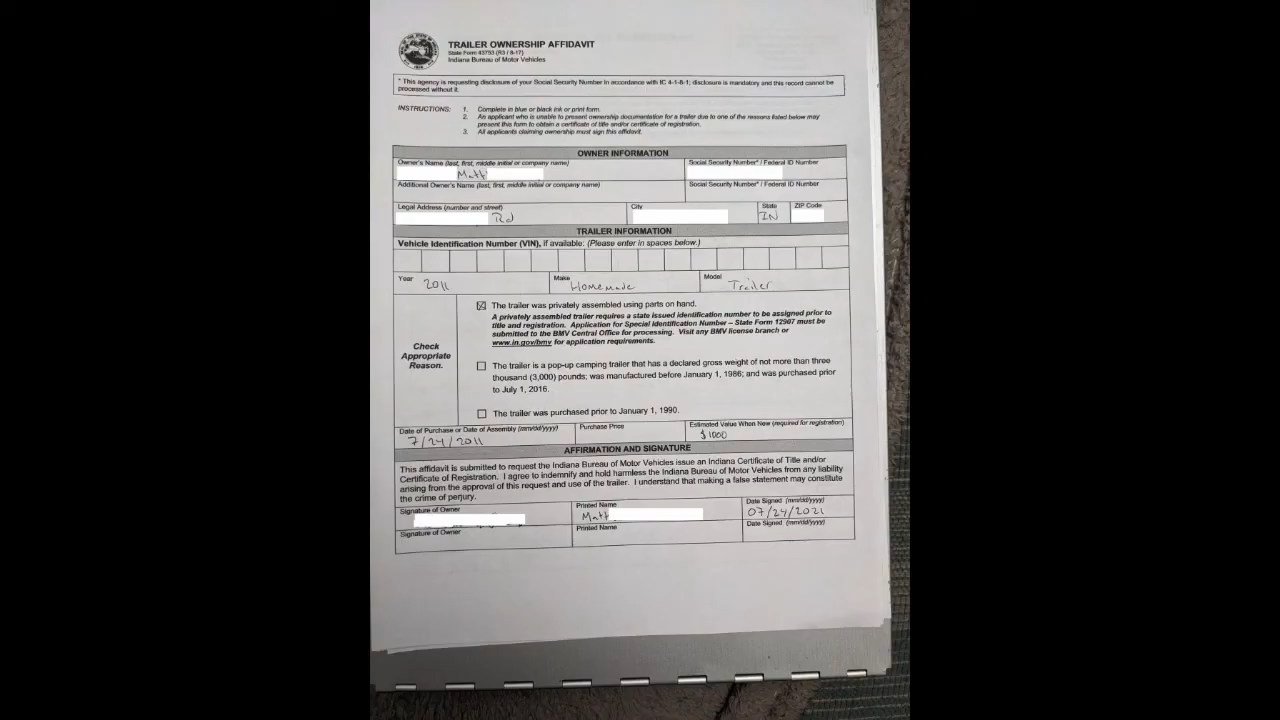 TRAILER OWNERSHIP AFFIDAVIT
State Form 43793 (R3 / 8-17)
Indiana Bureau of Motor Vehicles
* This agency is requesting disclosure of your Social Security Number in accordance with IC 4-1-8-1; disclosure is mandatory and this record cannot be
processed without it.
INSTRUCTIONS: 1. Complete in blue or black ink or print form.
2. An applicant who is unable to present ownership documentation for a trailer due to one of the reasons listed below may
present this form to obtain a certificate of title and/or certificate of registration.
3. All applicants claiming ownership must sign this affidavit.
OWNER INFORMATION
Owner's Name (last, first, middle initial or company name) Social Security Number* / Federal ID Number
Matt
Additional Owner's Name (last, first, middle initial or company name) Social Security Number* / Federal ID Number
Legal Address (number and street) City State ZIP Code
Rd IN
TRAILER INFORMATION
Vehicle Identification Number (VIN), if available: (Please enter in spaces below.)
Year Make Model
2011 Homemade Trailer
Check
Appropriate
Reason.
The trailer was privately assembled using parts on hand.
A privately assembled trailer requires a state issued identification number to be assigned prior to
title and registration. Application for Special Identification Number – State Form 12907 must be
submitted to the BMV Central Office for processing. Visit any BMV license branch or
www.in.gov/bmv for application requirements.
The trailer is a pop-up camping trailer that has a declared gross weight of not more than three
thousand (3,000) pounds; was manufactured before January 1, 1986; and was purchased prior
to July 1, 2016.
The trailer was purchased prior to January 1, 1990.
Date of Purchase or Date of Assembly (mm/dd/yyyy) Purchase Price Estimated Value When New (required for registration)
7/24/2011 $1000
AFFIRMATION AND SIGNATURE
This affidavit is submitted to request the Indiana Bureau of Motor Vehicles issue an Indiana Certificate of Title and/or
Certificate of Registration. I agree to indemnify and hold harmless the Indiana Bureau of Motor Vehicles from any liability
arising from the approval of this request and use of the trailer. I understand that making a false statement may constitute
the crime of perjury.
Signature of Owner Printed Name Date Signed (mm/dd/yyyy)
Matt 07/24/2021
Signature of Owner Printed Name Date Signed (mm/dd/yyyy)